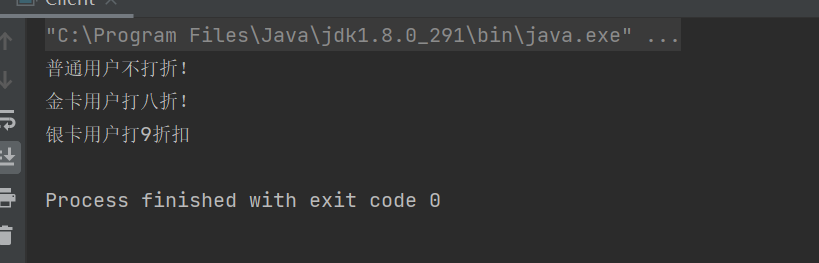 Client
"C:\Program Files\Java\jdk1.8.0_291\bin\java.exe" ...
普通用户不打折！
金卡用户打八折！
银卡用户打9折扣
Process finished with exit code 0